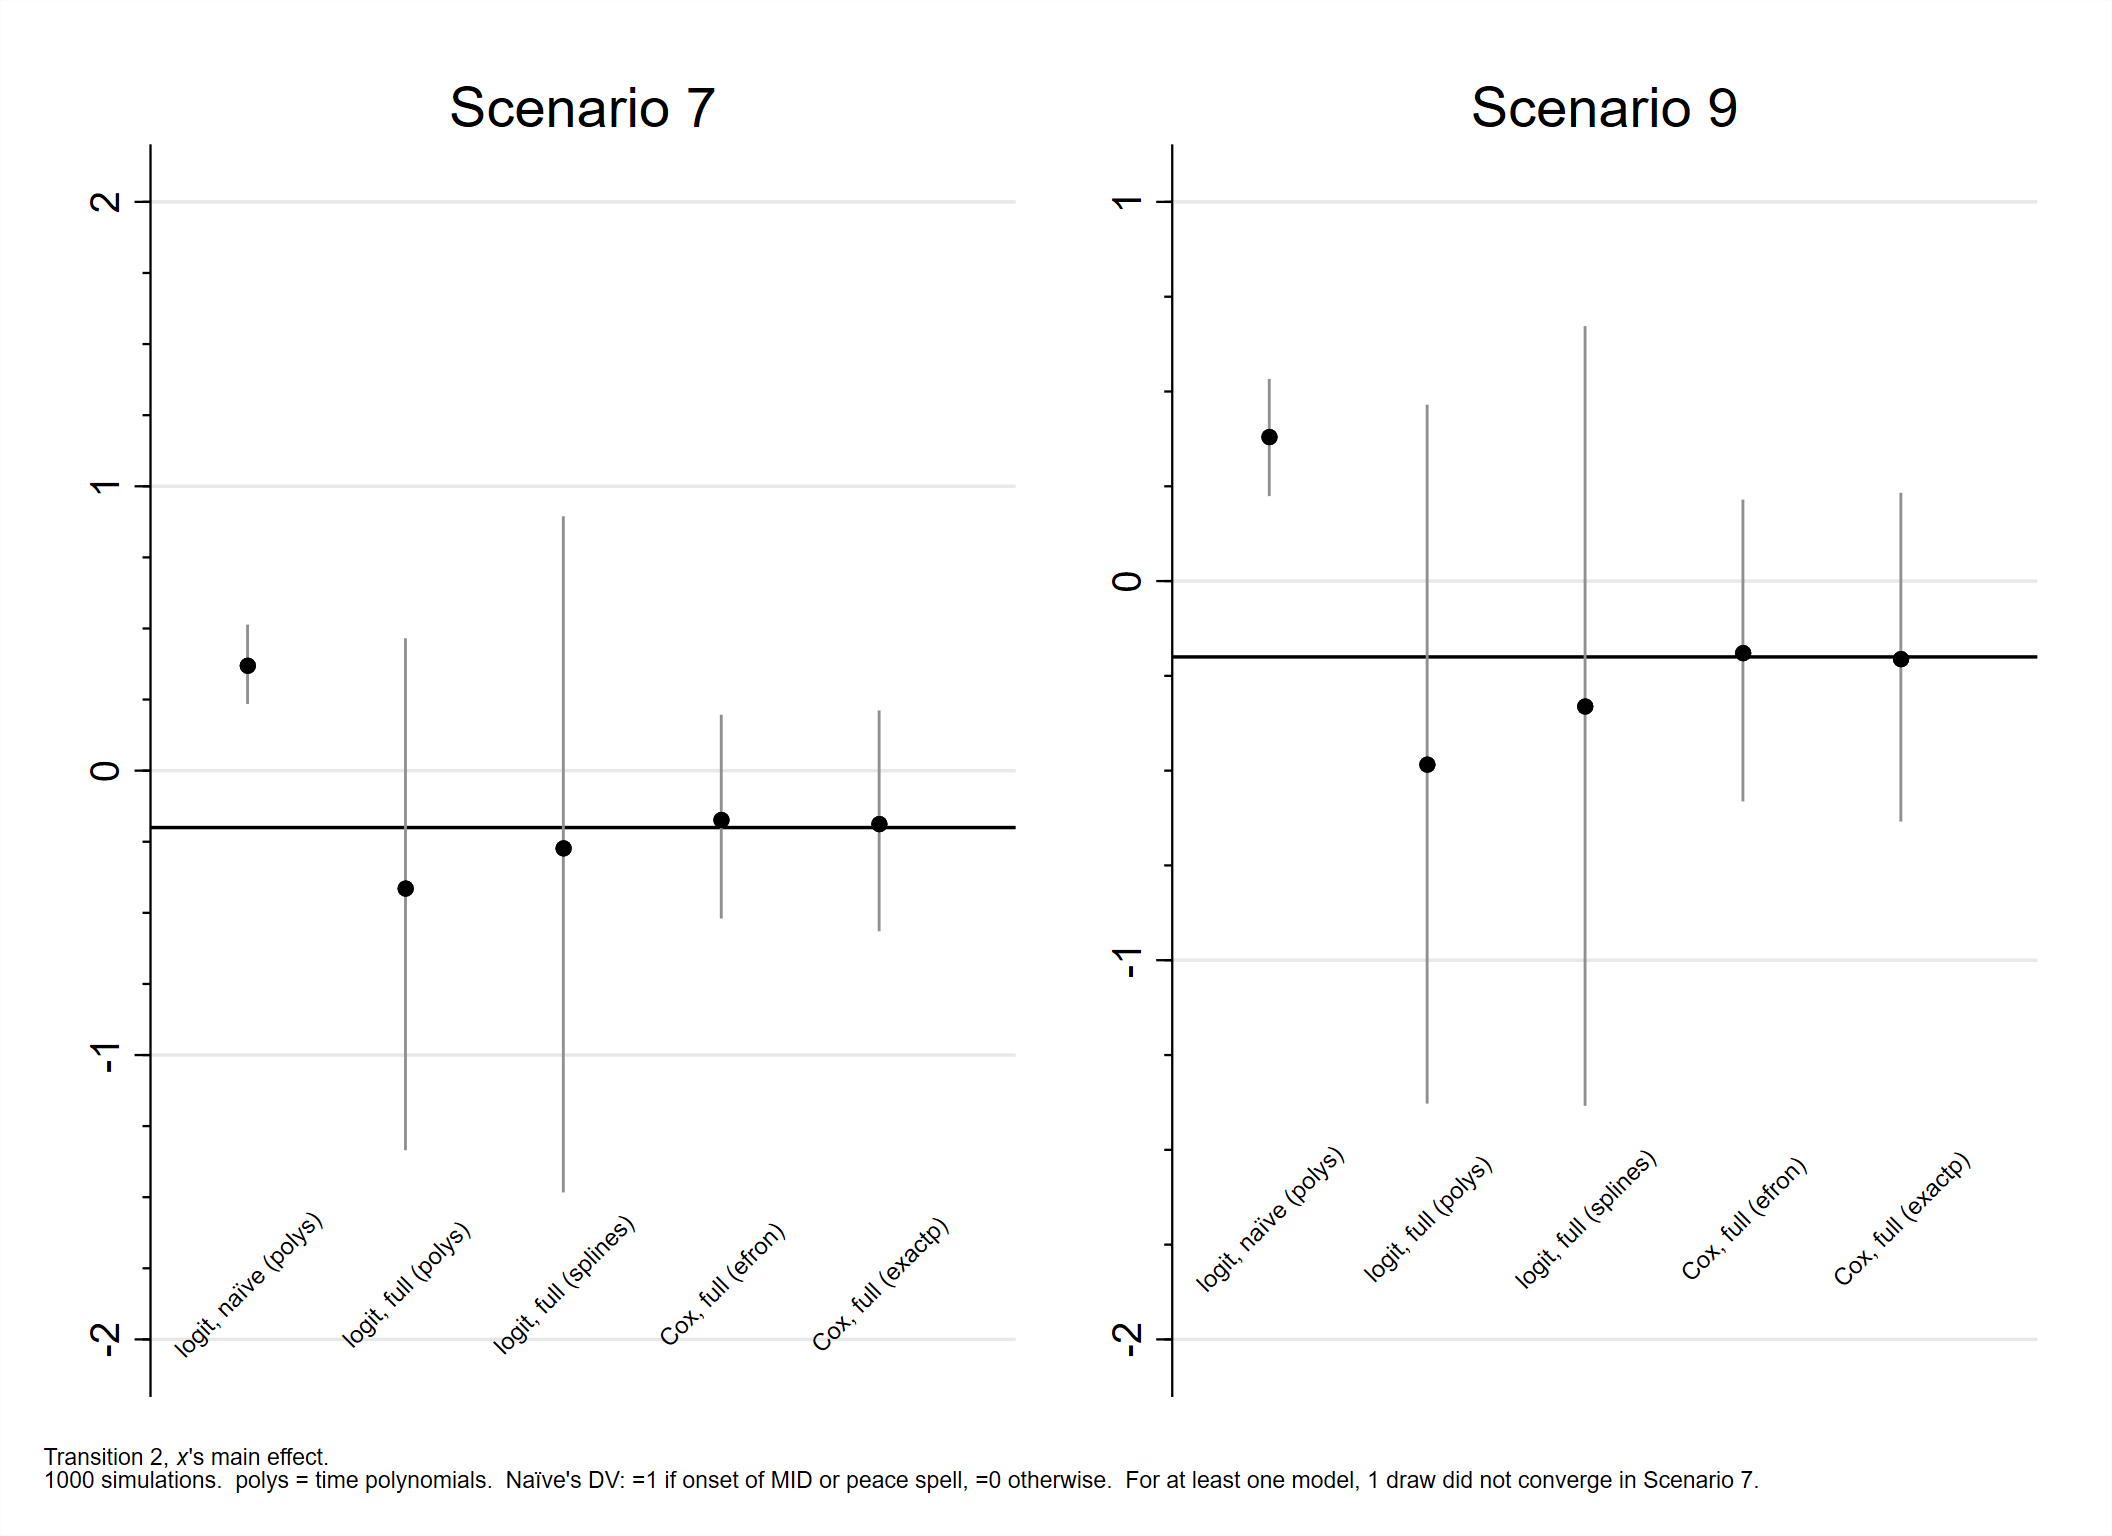 Scenario 7
2
1
0
-1
-2
logit, naïve (polys)
logit, full (polys)
logit, full (splines)
Cox, full (efron)
Cox, full (exactp)
Scenario 9
1
0
-1
-2
logit, naïve (polys)
logit, full (polys)
logit, full (splines)
Cox, full (efron)
Cox, full (exactp)
Transition 2, x's main effect.
1000 simulations.  polys = time polynomials.  Naïve's DV: =1 if onset of MID or peace spell, =0 otherwise.  For at least one model, 1 draw did not converge in Scenario 7.